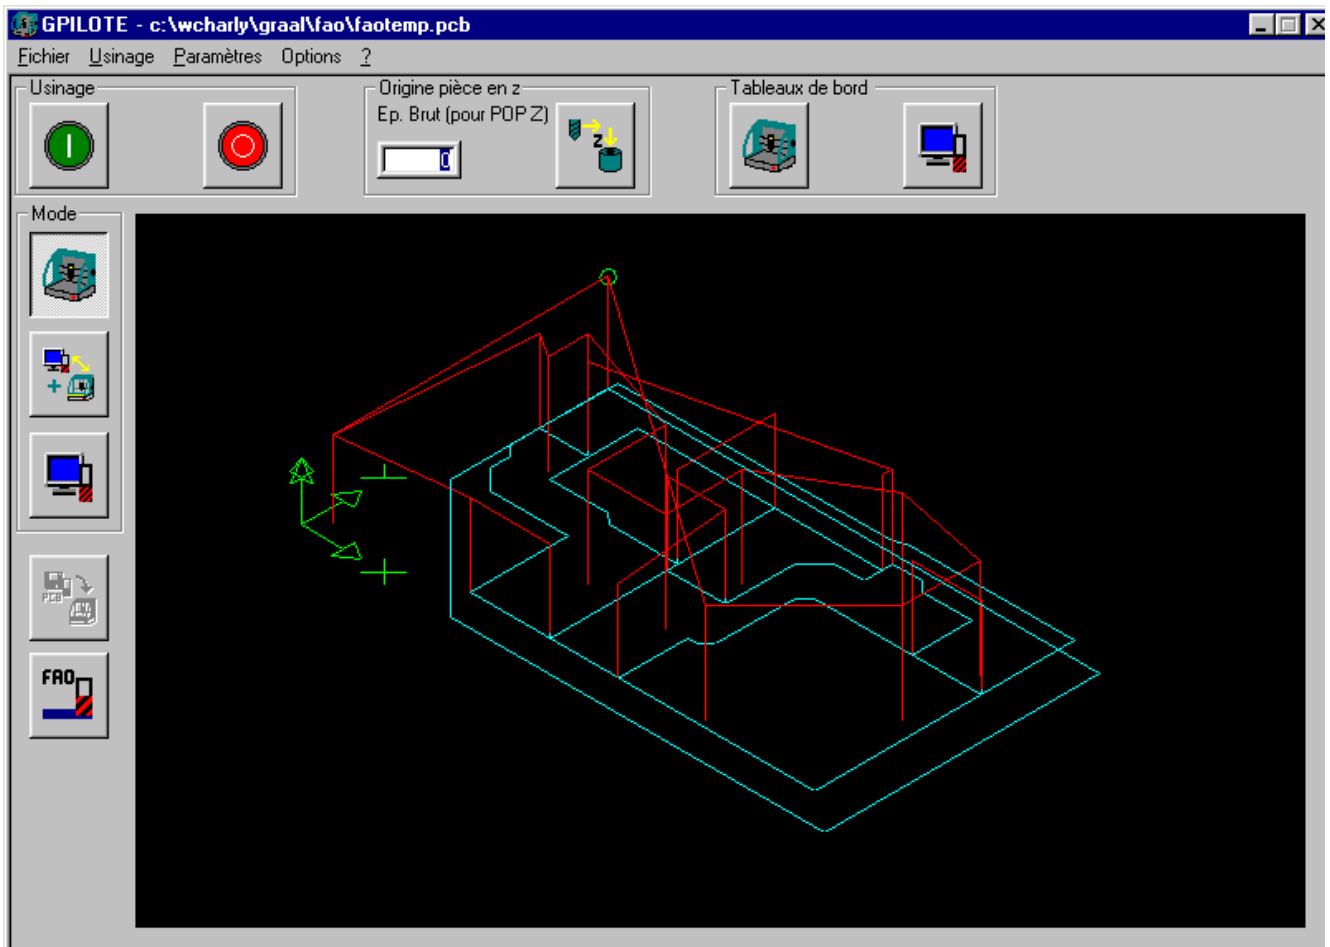 GPILOTE - c:\wcharly\graal\fao\faotemp.pcb
Fichier Usinage Paramètres Options ?
Usinage
Origine pièce en z
Ep. Brut (pour POP Z)
0
Z
Tableaux de bord
Mode
PCB
FAO